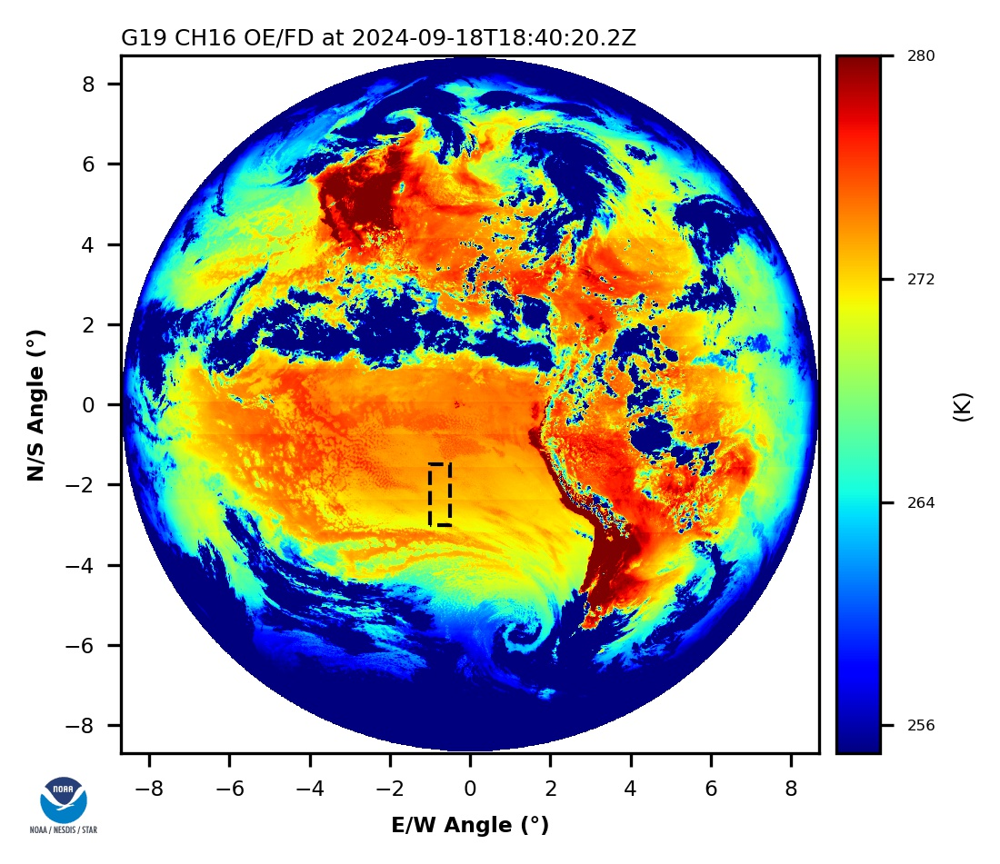 G19 CH16 OE/FD at 2024-09-18T18:40:20.2Z
8
6
4
2
0
−2
−4
−6
−8
N/S Angle (°)
−8 −6 −4 −2 0 2 4 6 8
E/W Angle (°)
280
272
264
256
(K)
NOAA
NOAA / NESDIS / STAR